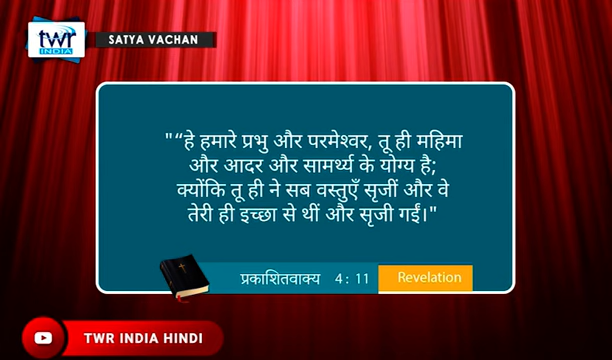 twr
INDIA
SATYA VACHAN
"“हे हमारे प्रभु और परमेश्वर, तू ही महिमा
और आदर और सामर्थ्य के योग्य है;
क्योंकि तू ही ने सब वस्तुएँ सृजीं और वे
तेरी ही इच्छा से थीं और सृजी गईं।"
प्रकाशितवाक्य 4 : 11 Revelation
TWR INDIA HINDI